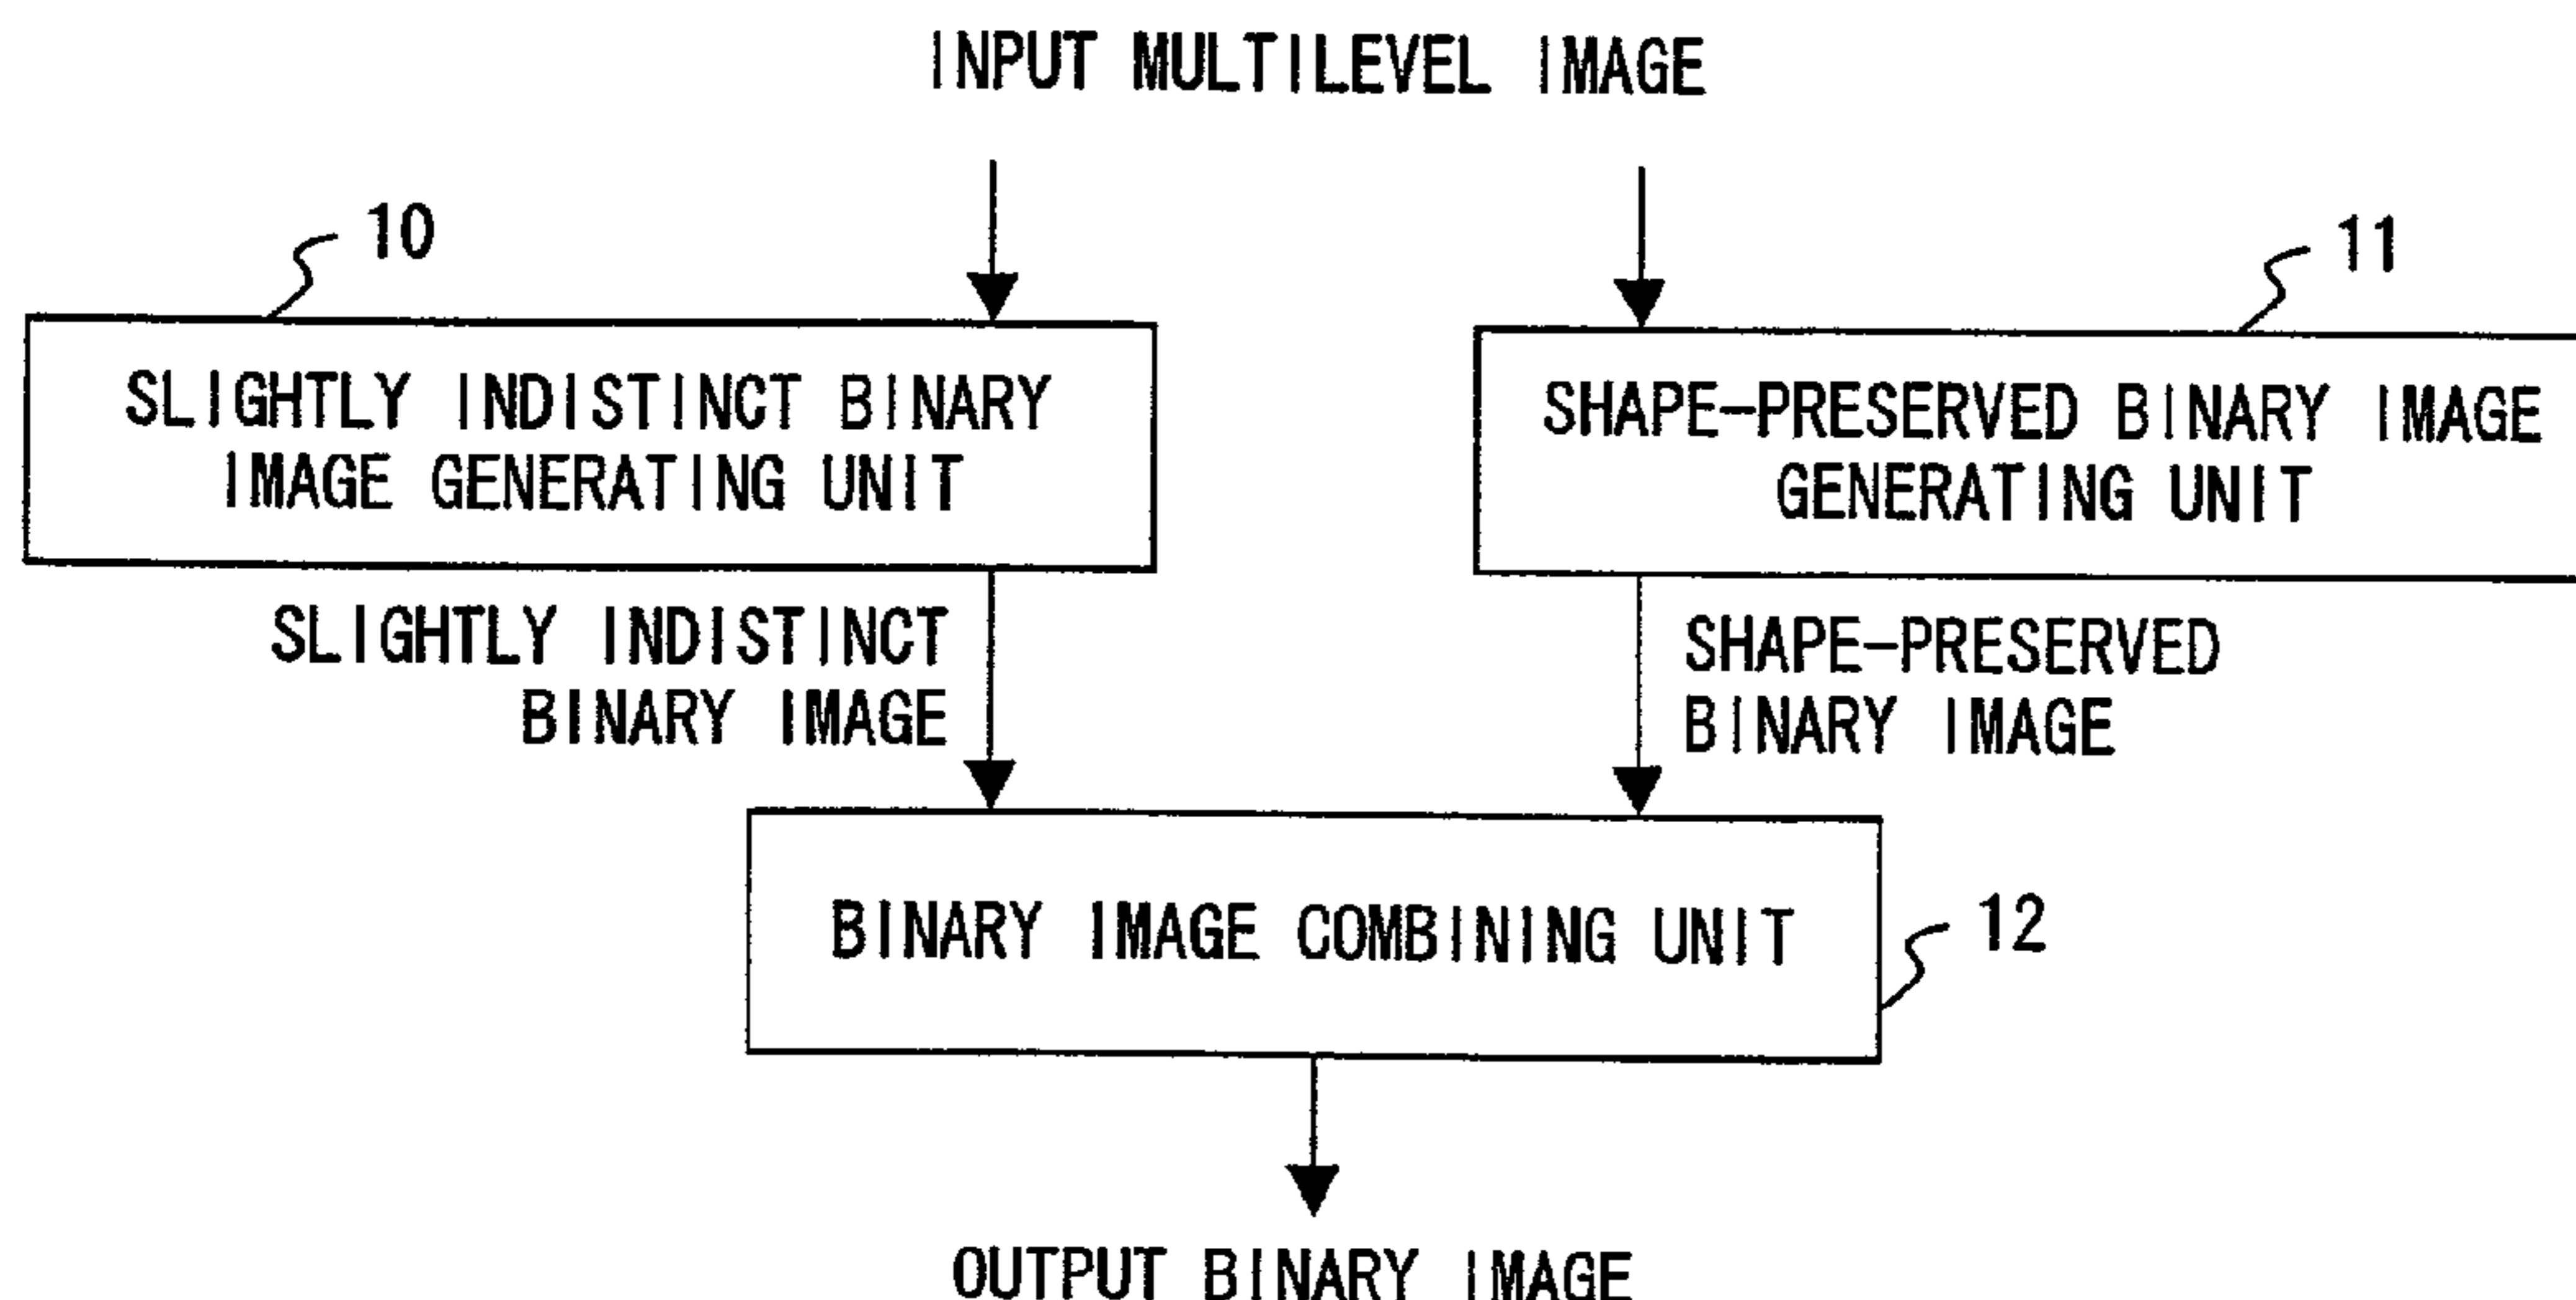 INPUT MULTILEVEL IMAGE
10
11
SLIGHTLY INDISTINCT BINARY
IMAGE GENERATING UNIT
SHAPE-PRESERVED BINARY IMAGE
GENERATING UNIT
SLIGHTLY INDISTINCT
BINARY IMAGE
SHAPE-PRESERVED
BINARY IMAGE
BINARY IMAGE COMBINING UNIT
12
OUTPUT BINARY IMAGE